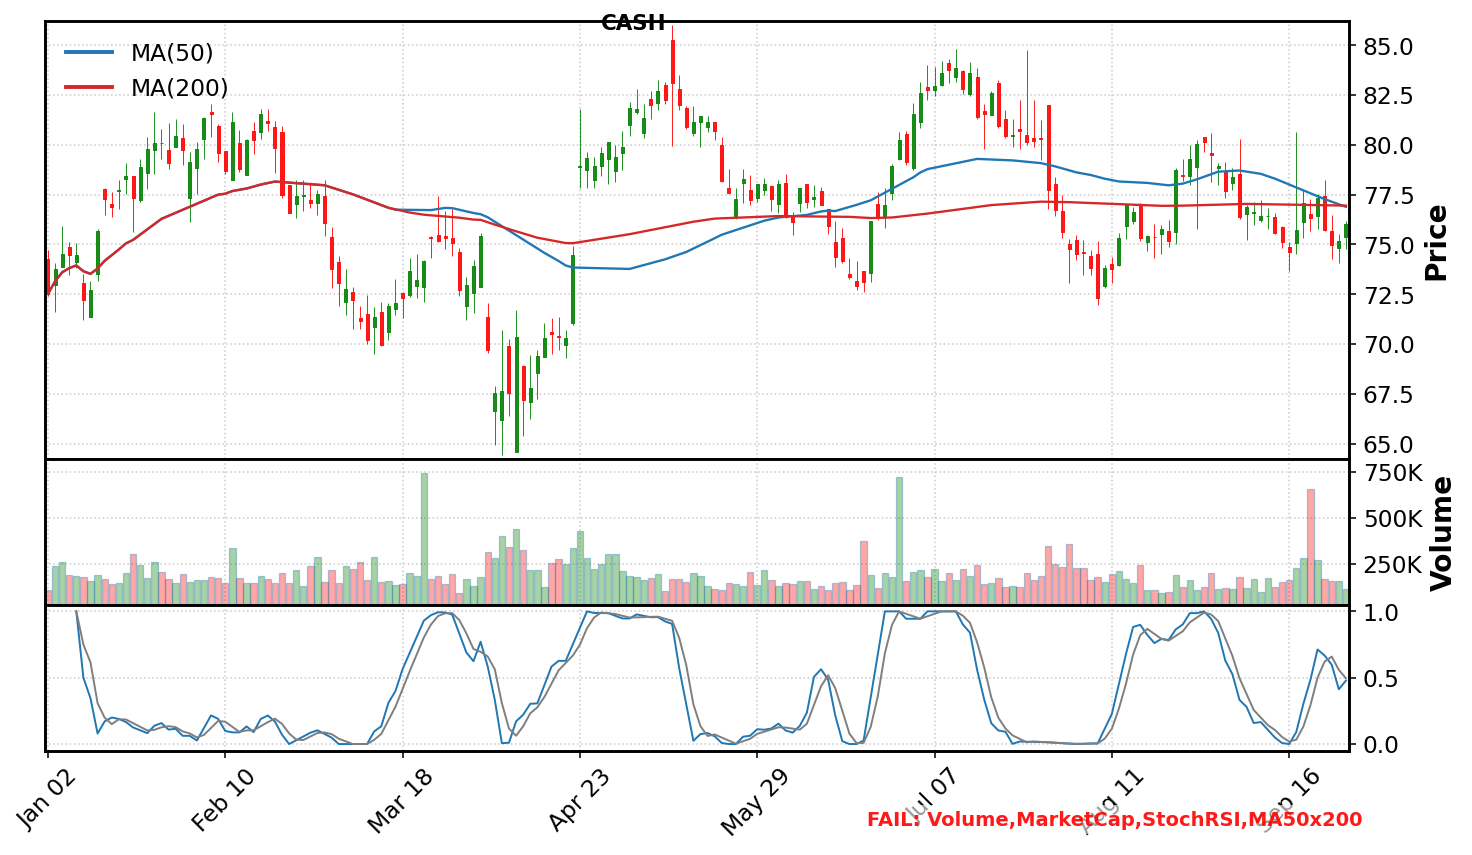 CASH
MA(50)
MA(200)
85.0
82.5
80.0
77.5
75.0
72.5
70.0
67.5
65.0
Price
750K
500K
250K
Volume
1.0
0.5
0.0
Jan 02
Feb 10
Mar 18
Apr 23
May 29
Jul 07
Aug 11
Sep 16
FAIL: Volume,MarketCap,StochRSI,MA50x200